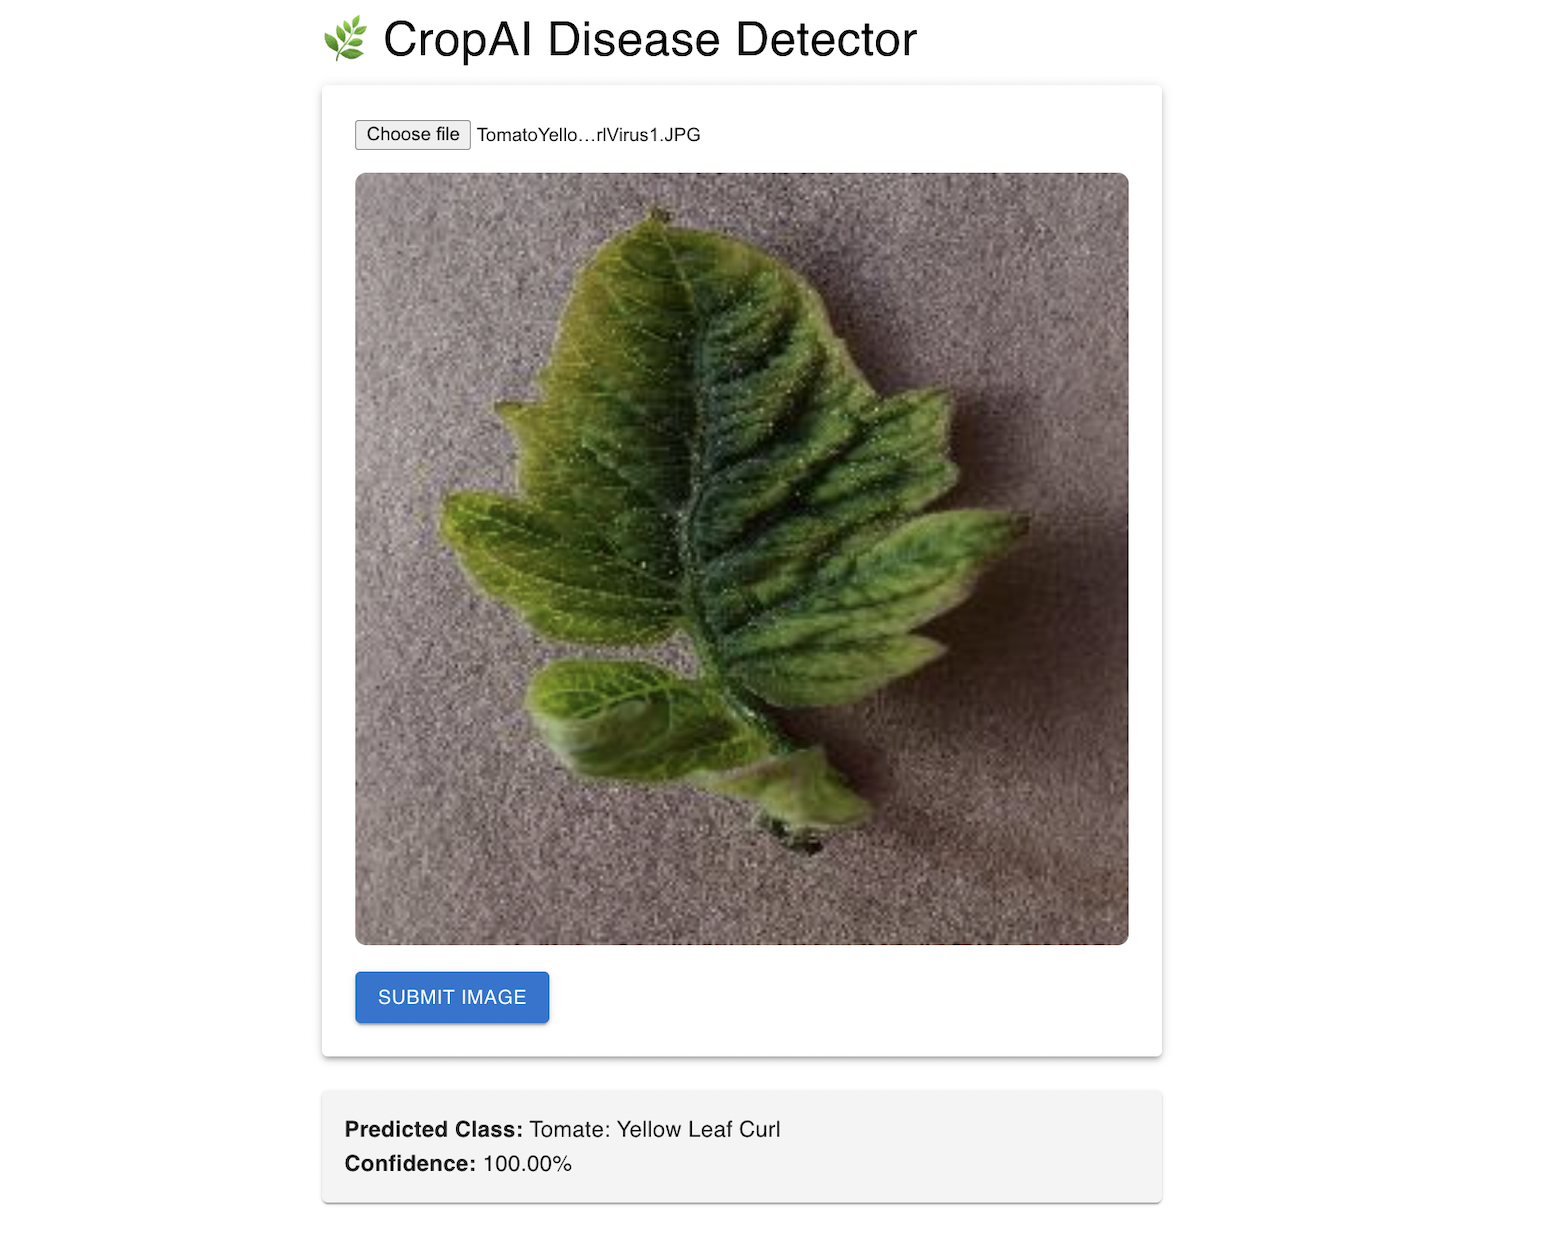 🌿 CropAI Disease Detector
Choose file TomatoYello…rlVirus1.JPG
SUBMIT IMAGE
Predicted Class: Tomate: Yellow Leaf Curl
Confidence: 100.00%